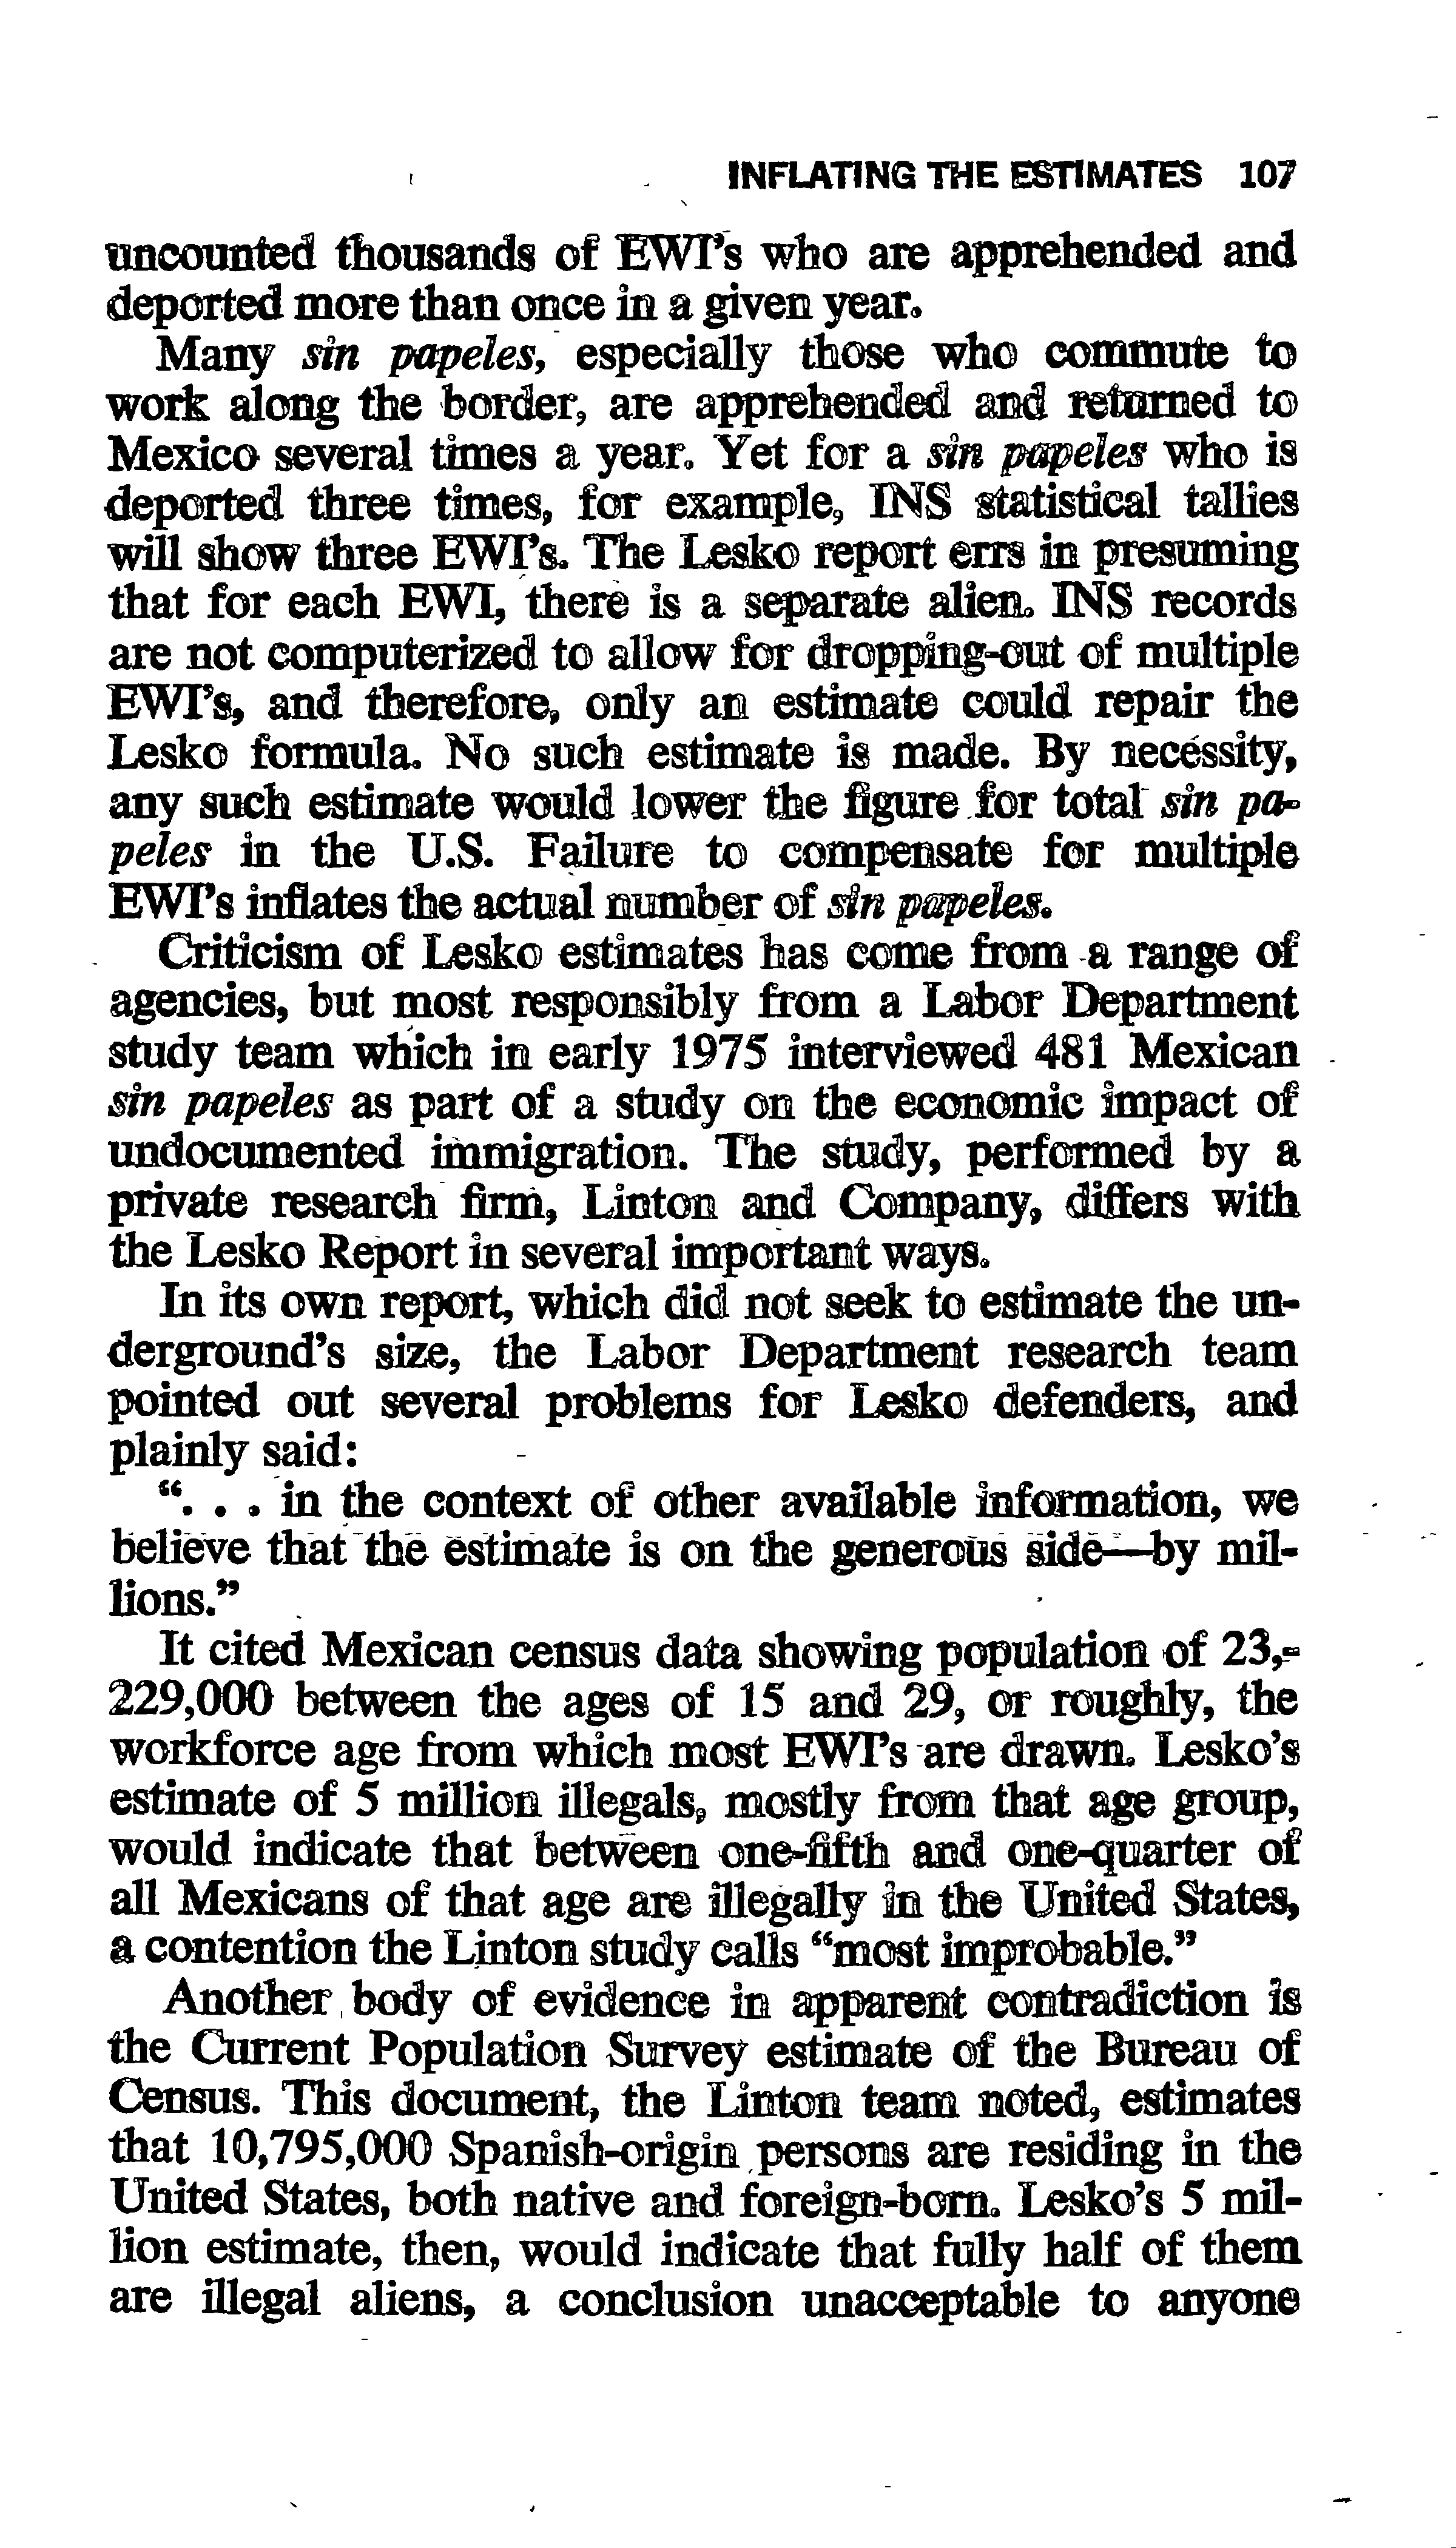 INFLATING THE ESTIMATES 107
uncounted thousands of EWI's who are apprehended and
deported more than once in a given year.
Many sin papeles, especially those who commute to
work along the border, are apprehended and returned to
Mexico several times a year. Yet for a sin papeles who is
deported three times, for example, INS statistical tallies
will show three EWI's. The Lesko report errs in presuming
that for each EWI, there is a separate alien. INS records
are not computerized to allow for dropping-out of multiple
EWI's, and therefore, only an estimate could repair the
Lesko formula. No such estimate is made. By necessity,
any such estimate would lower the figure for total sin pa-
peles in the U.S. Failure to compensate for multiple
EWI's inflates the actual number of sin papeles.
Criticism of Lesko estimates has come from a range of
agencies, but most responsibly from a Labor Department
study team which in early 1975 interviewed 481 Mexican
sin papeles as part of a study on the economic impact of
undocumented immigration. The study, performed by a
private research firm, Linton and Company, differs with
the Lesko Report in several important ways.
In its own report, which did not seek to estimate the un-
derground's size, the Labor Department research team
pointed out several problems for Lesko defenders, and
plainly said:
". . . in the context of other available information, we
believe that the estimate is on the generous side—by mil-
lions."
It cited Mexican census data showing population of 23,-
229,000 between the ages of 15 and 29, or roughly, the
workforce age from which most EWI's are drawn. Lesko's
estimate of 5 million illegals, mostly from that age group,
would indicate that between one-fifth and one-quarter of
all Mexicans of that age are illegally in the United States,
a contention the Linton study calls "most improbable."
Another body of evidence in apparent contradiction is
the Current Population Survey estimate of the Bureau of
Census. This document, the Linton team noted, estimates
that 10,795,000 Spanish-origin persons are residing in the
United States, both native and foreign-born. Lesko's 5 mil-
lion estimate, then, would indicate that fully half of them
are illegal aliens, a conclusion unacceptable to anyone